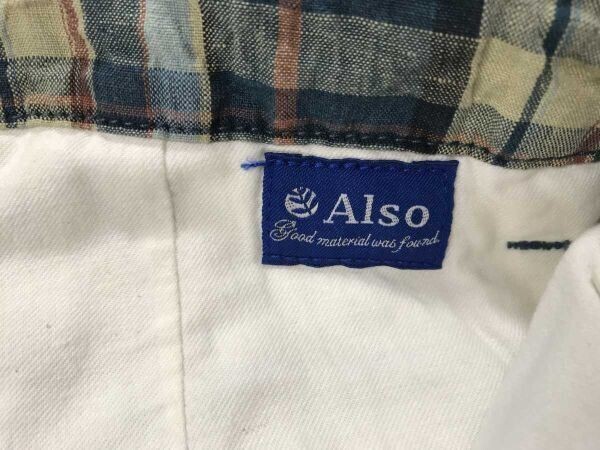 Also
Good material was found.